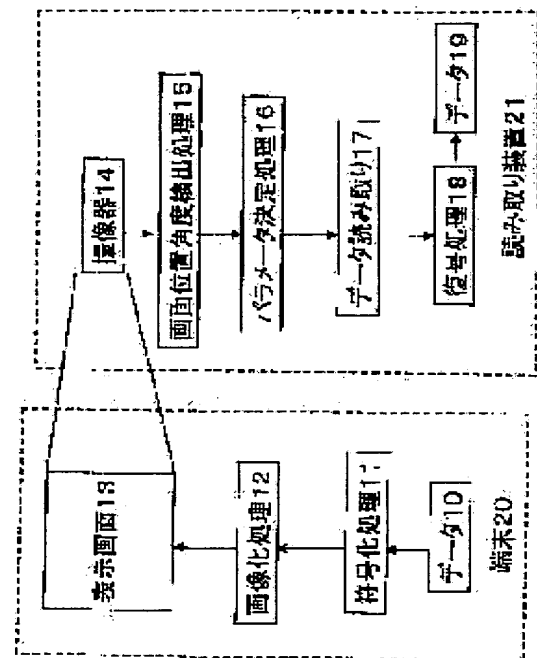 表示画面13
画像化処理12
符号化処理11
データ10
端末20
撮像器14
画面位置角度検出処理15
パラメータ決定処理16
データ読み取り17
復号処理18
データ19
読み取り装置21